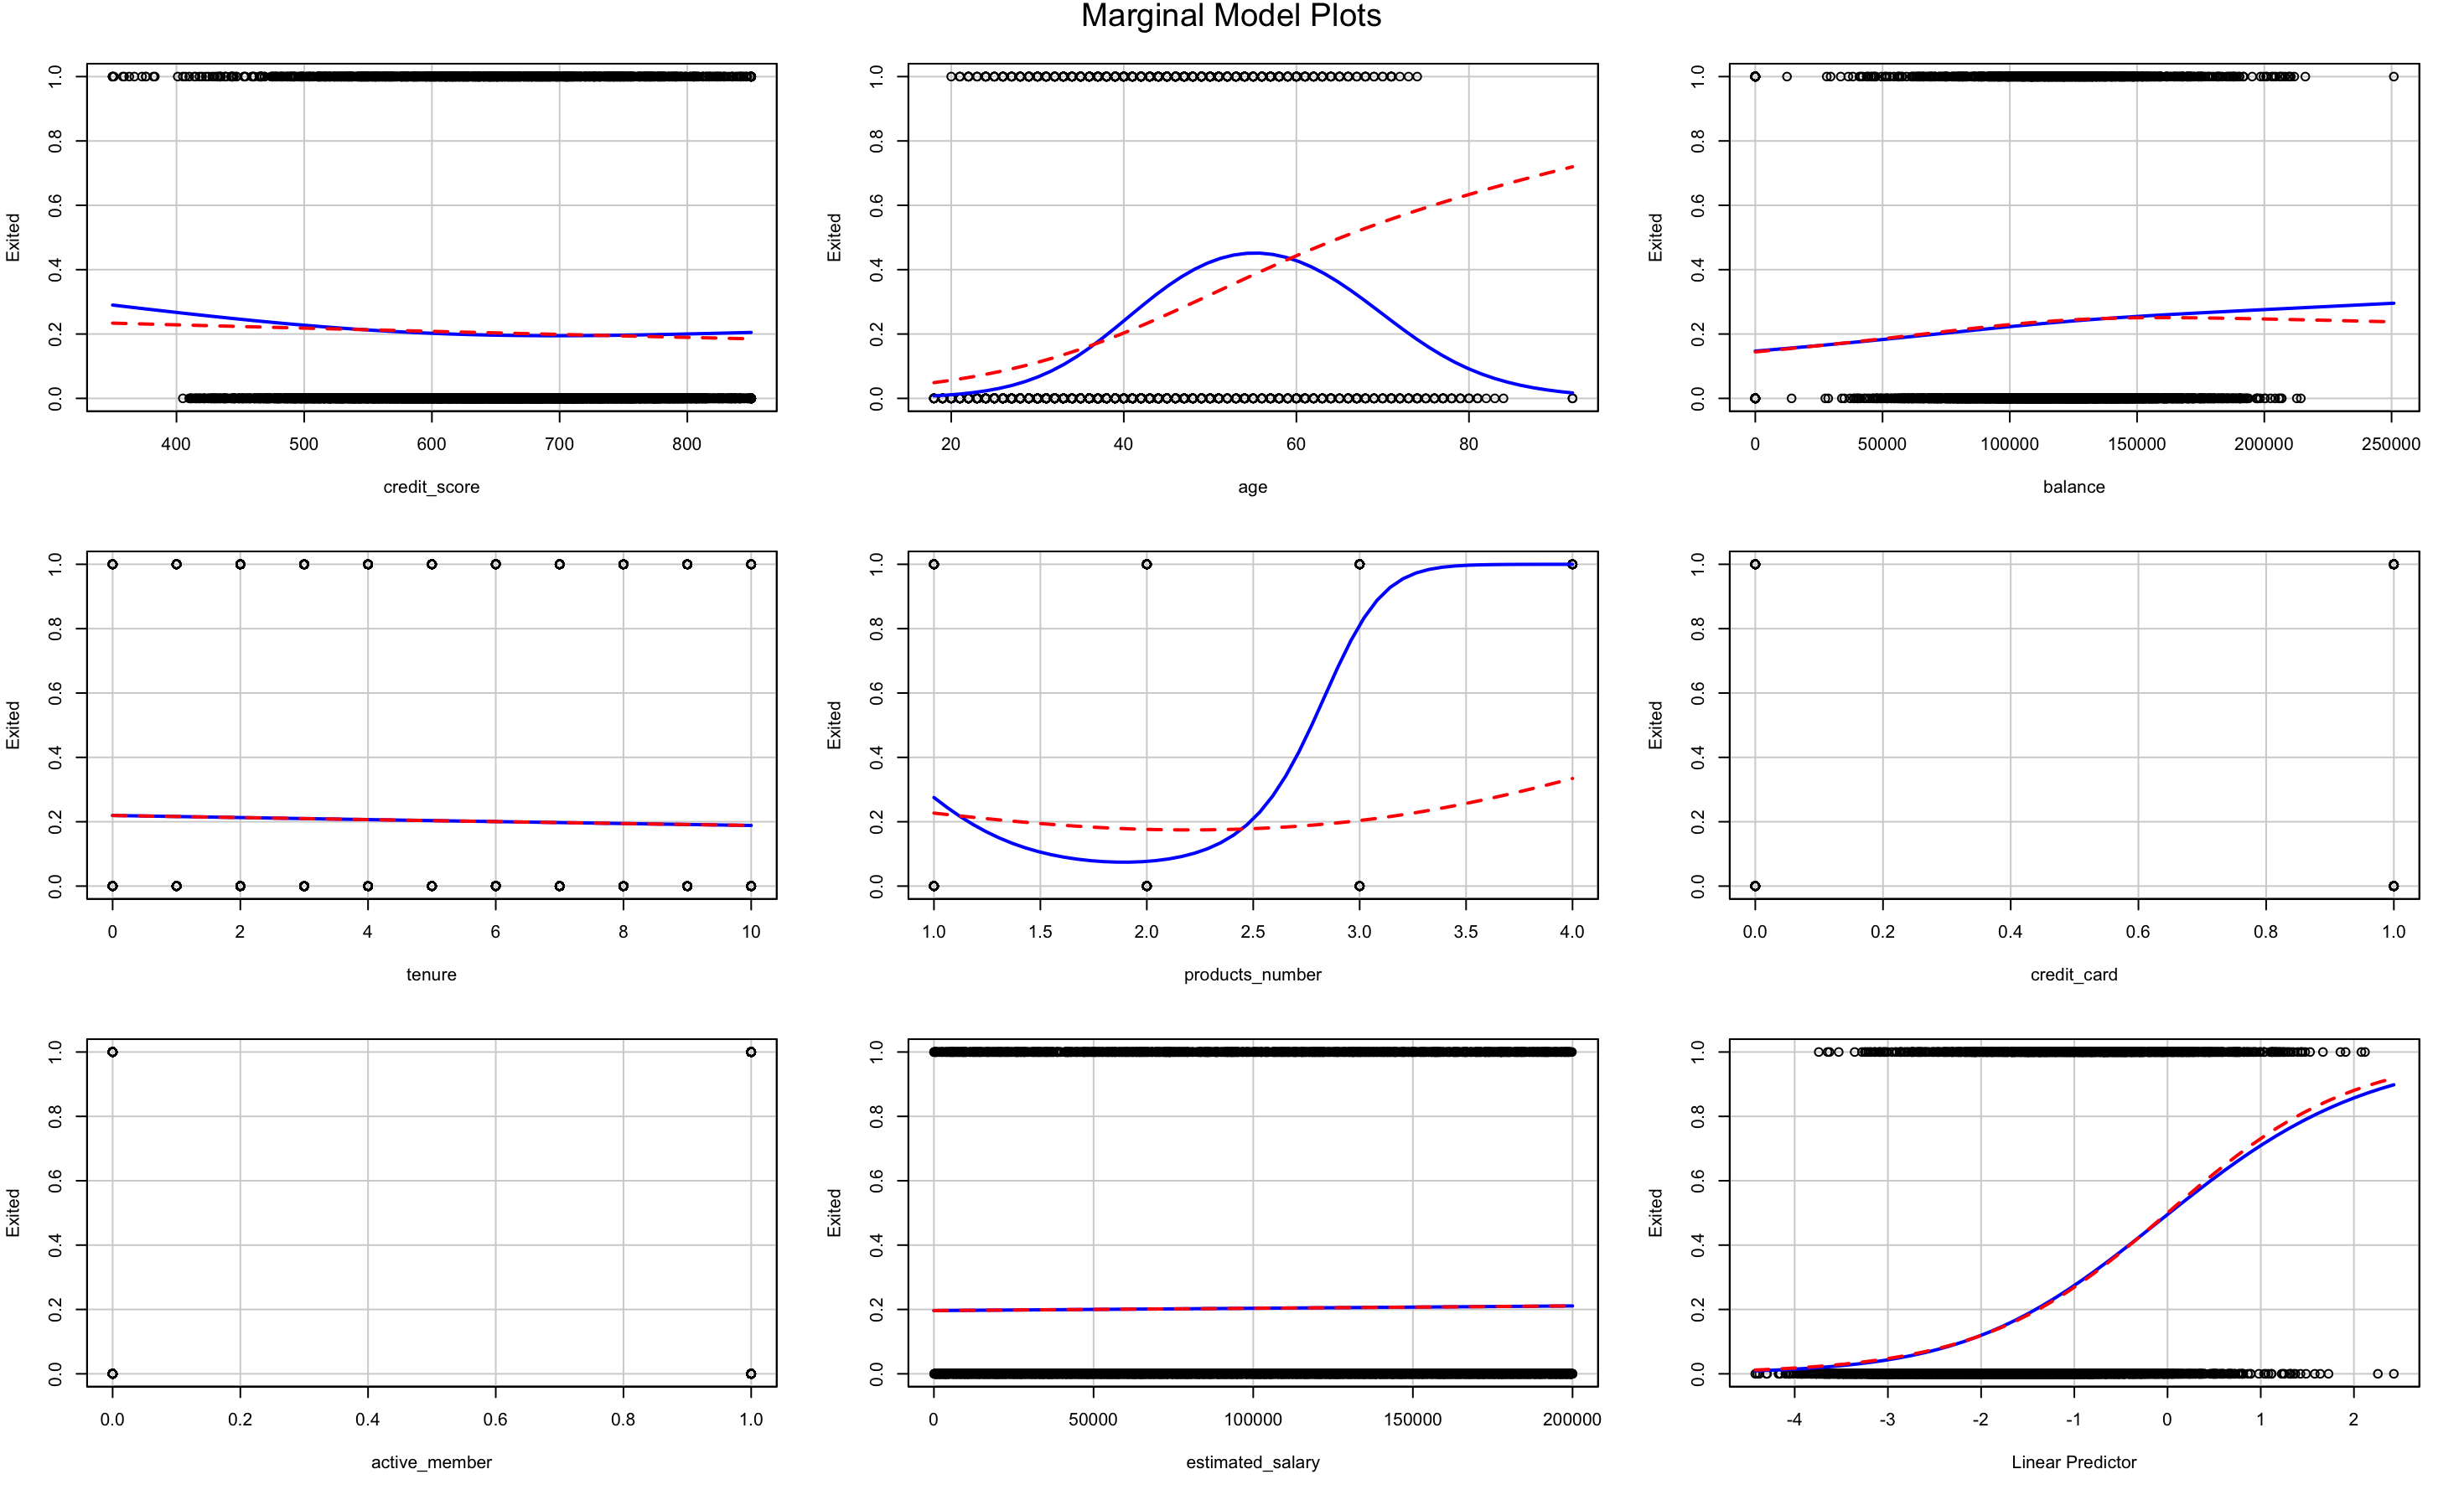 Marginal Model Plots
Exited
0.0 0.2 0.4 0.6 0.8 1.0
400 500 600 700 800
credit_score
Exited
0.0 0.2 0.4 0.6 0.8 1.0
20 40 60 80
age
Exited
0.0 0.2 0.4 0.6 0.8 1.0
0 50000 100000 150000 200000 250000
balance
Exited
0.0 0.2 0.4 0.6 0.8 1.0
0 2 4 6 8 10
tenure
Exited
0.0 0.2 0.4 0.6 0.8 1.0
1.0 1.5 2.0 2.5 3.0 3.5 4.0
products_number
Exited
0.0 0.2 0.4 0.6 0.8 1.0
0.0 0.2 0.4 0.6 0.8 1.0
credit_card
Exited
0.0 0.2 0.4 0.6 0.8 1.0
0.0 0.2 0.4 0.6 0.8 1.0
active_member
Exited
0.0 0.2 0.4 0.6 0.8 1.0
0 50000 100000 150000 200000
estimated_salary
Exited
0.0 0.2 0.4 0.6 0.8 1.0
-4 -3 -2 -1 0 1 2
Linear Predictor